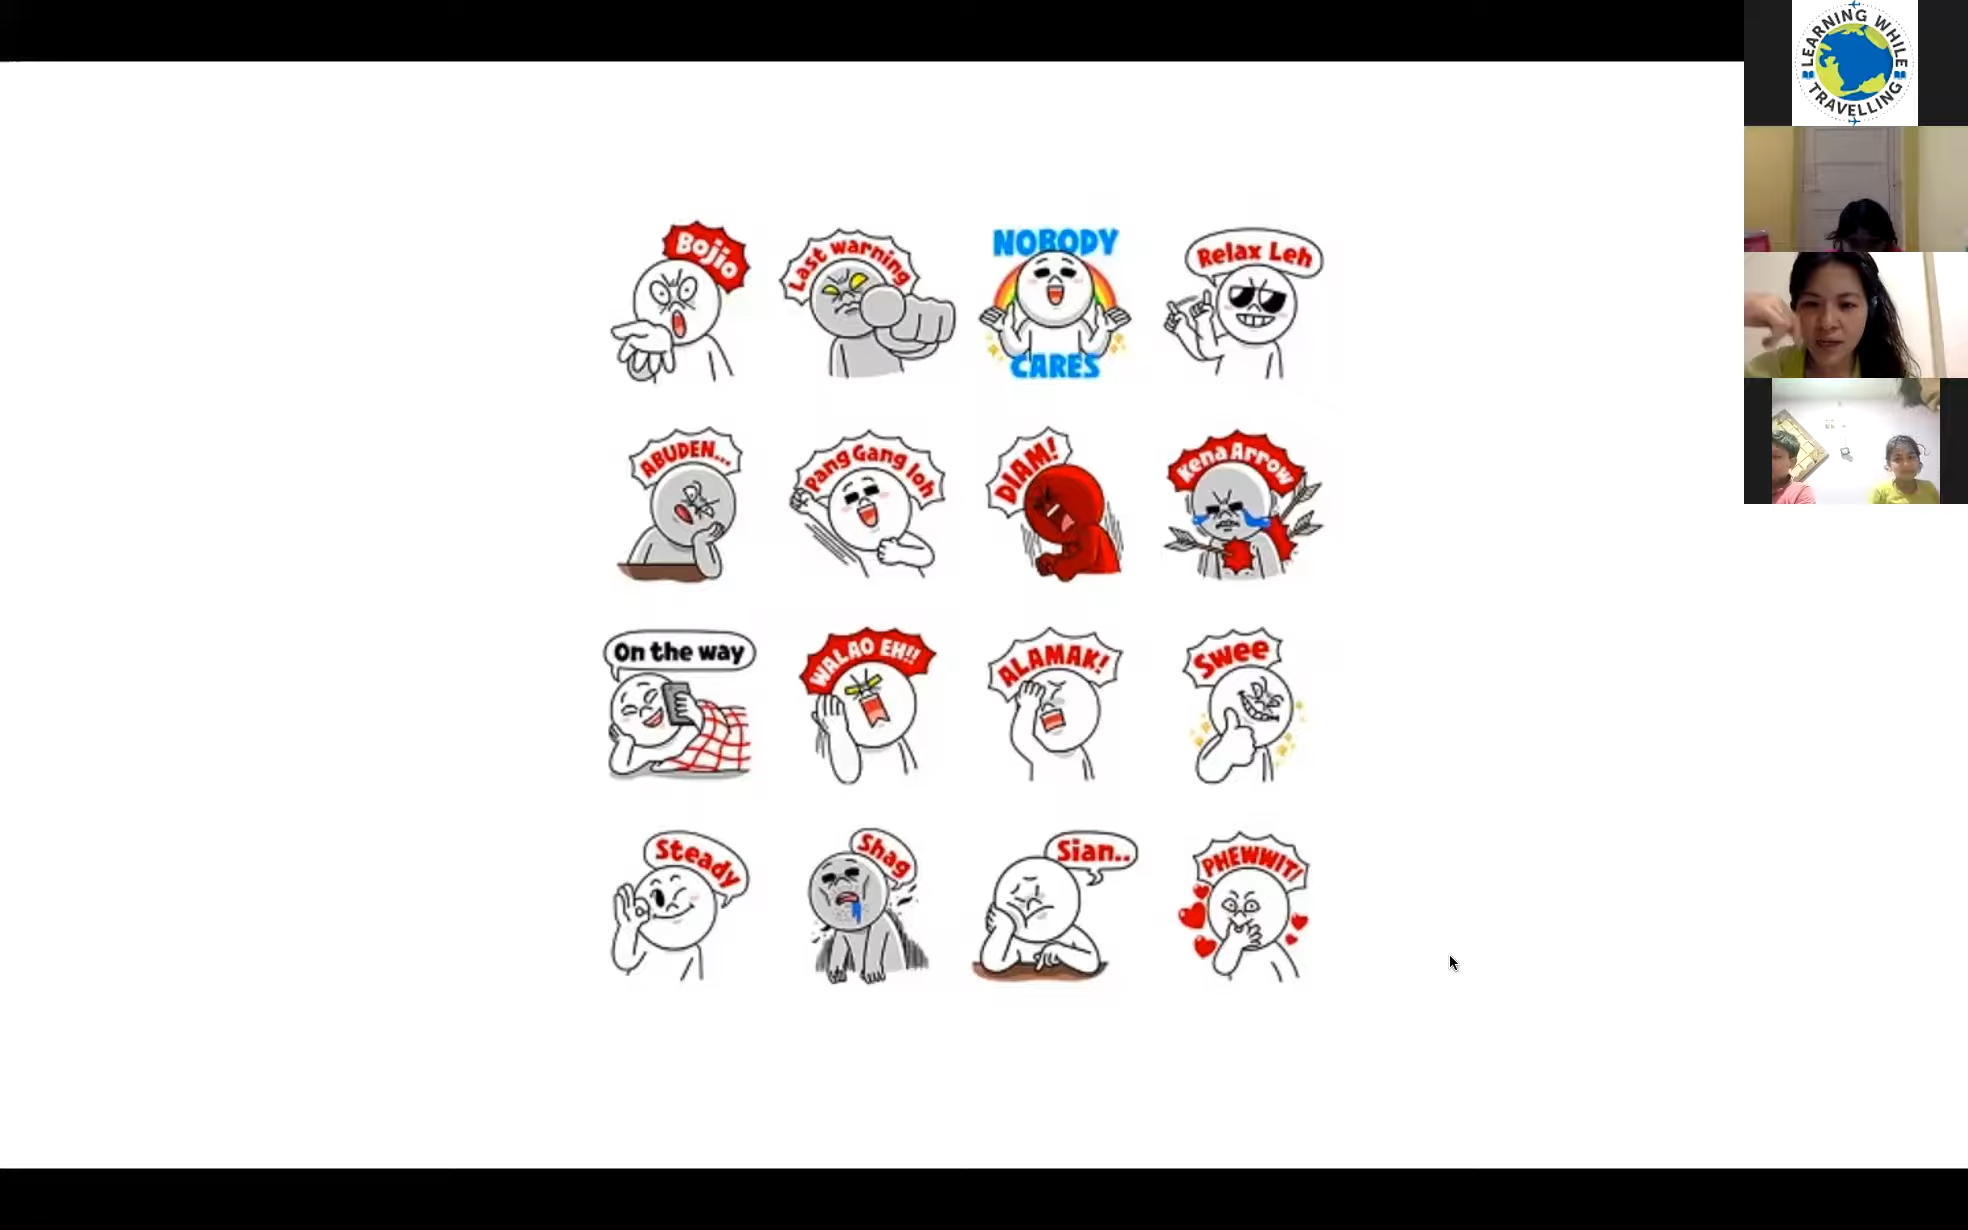 Bojio
Last warning
NOBODY
CARES
Relax Leh
ABUDEN...
Pang Gang loh
DIAM!
Kena Arrow
On the way
WALAO EH!!
ALAMAK!
Swee
Steady
Shag
Sian..
PHEWWIT!
LEARNING WHILE
TRAVELLING